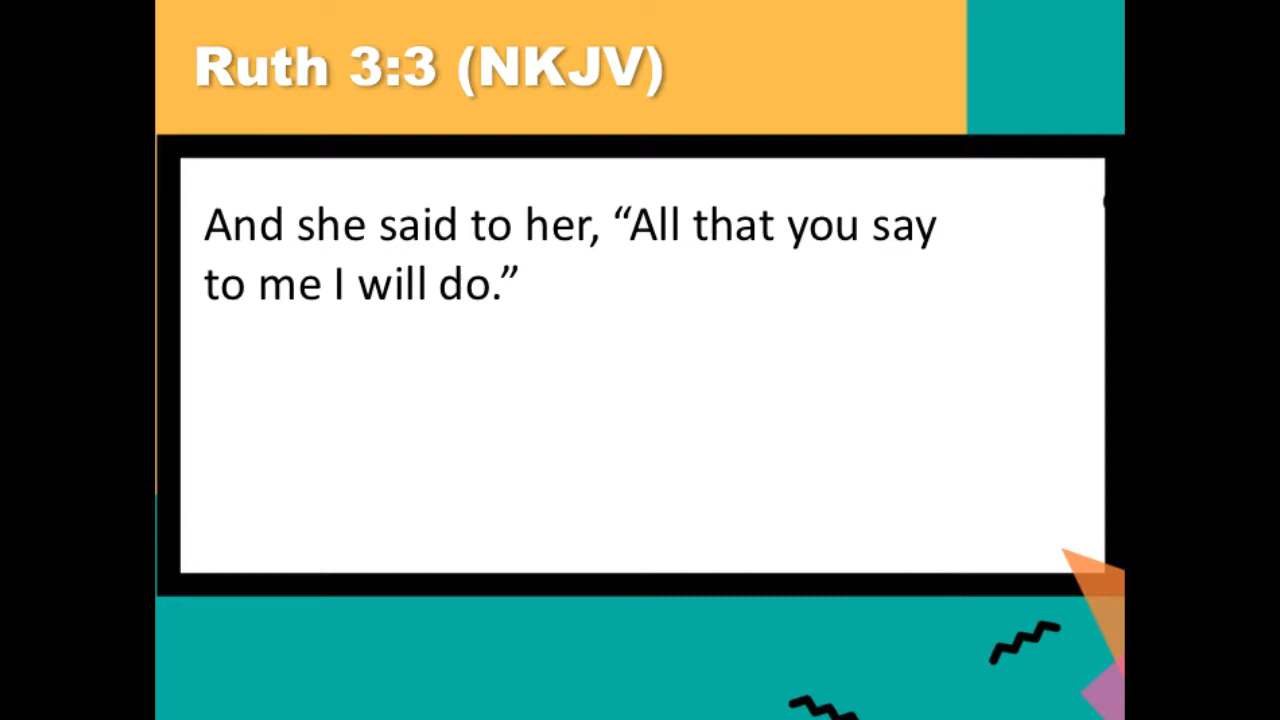 Ruth 3:3 (NKJV)
And she said to her, “All that you say
to me I will do.”